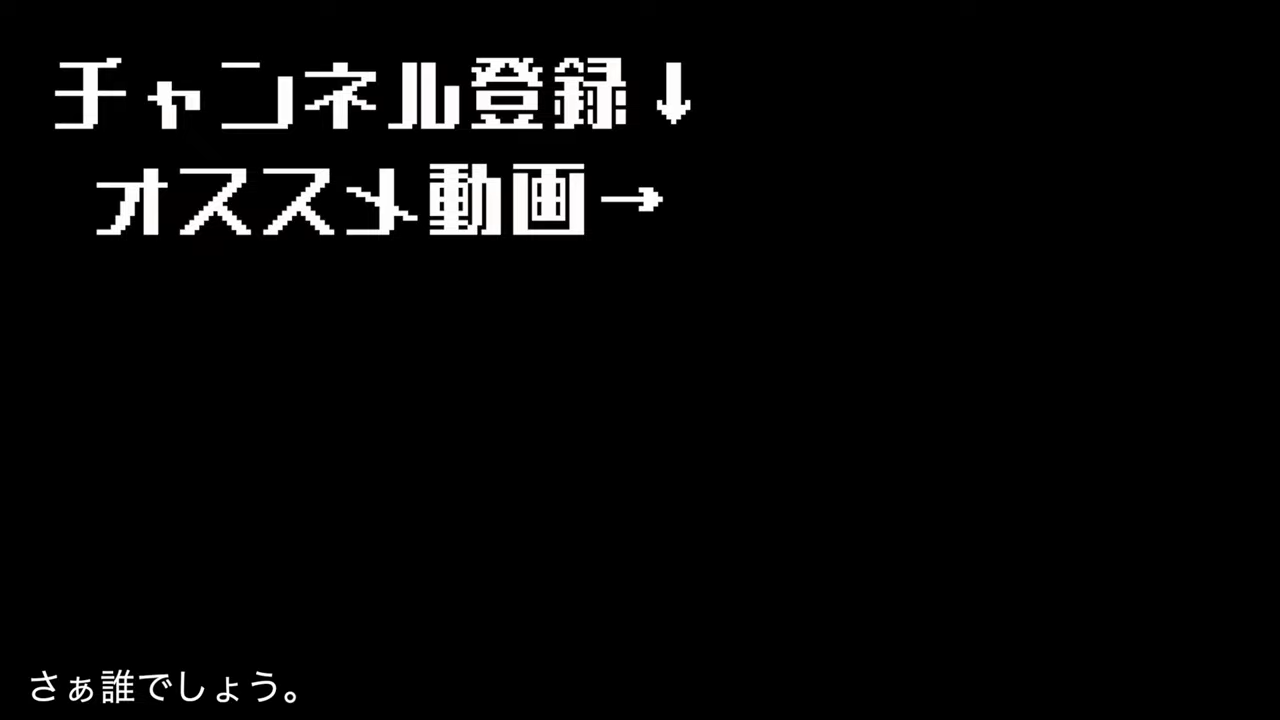 チャンネル登録↓
オススメ動画→
さぁ誰でしょう。